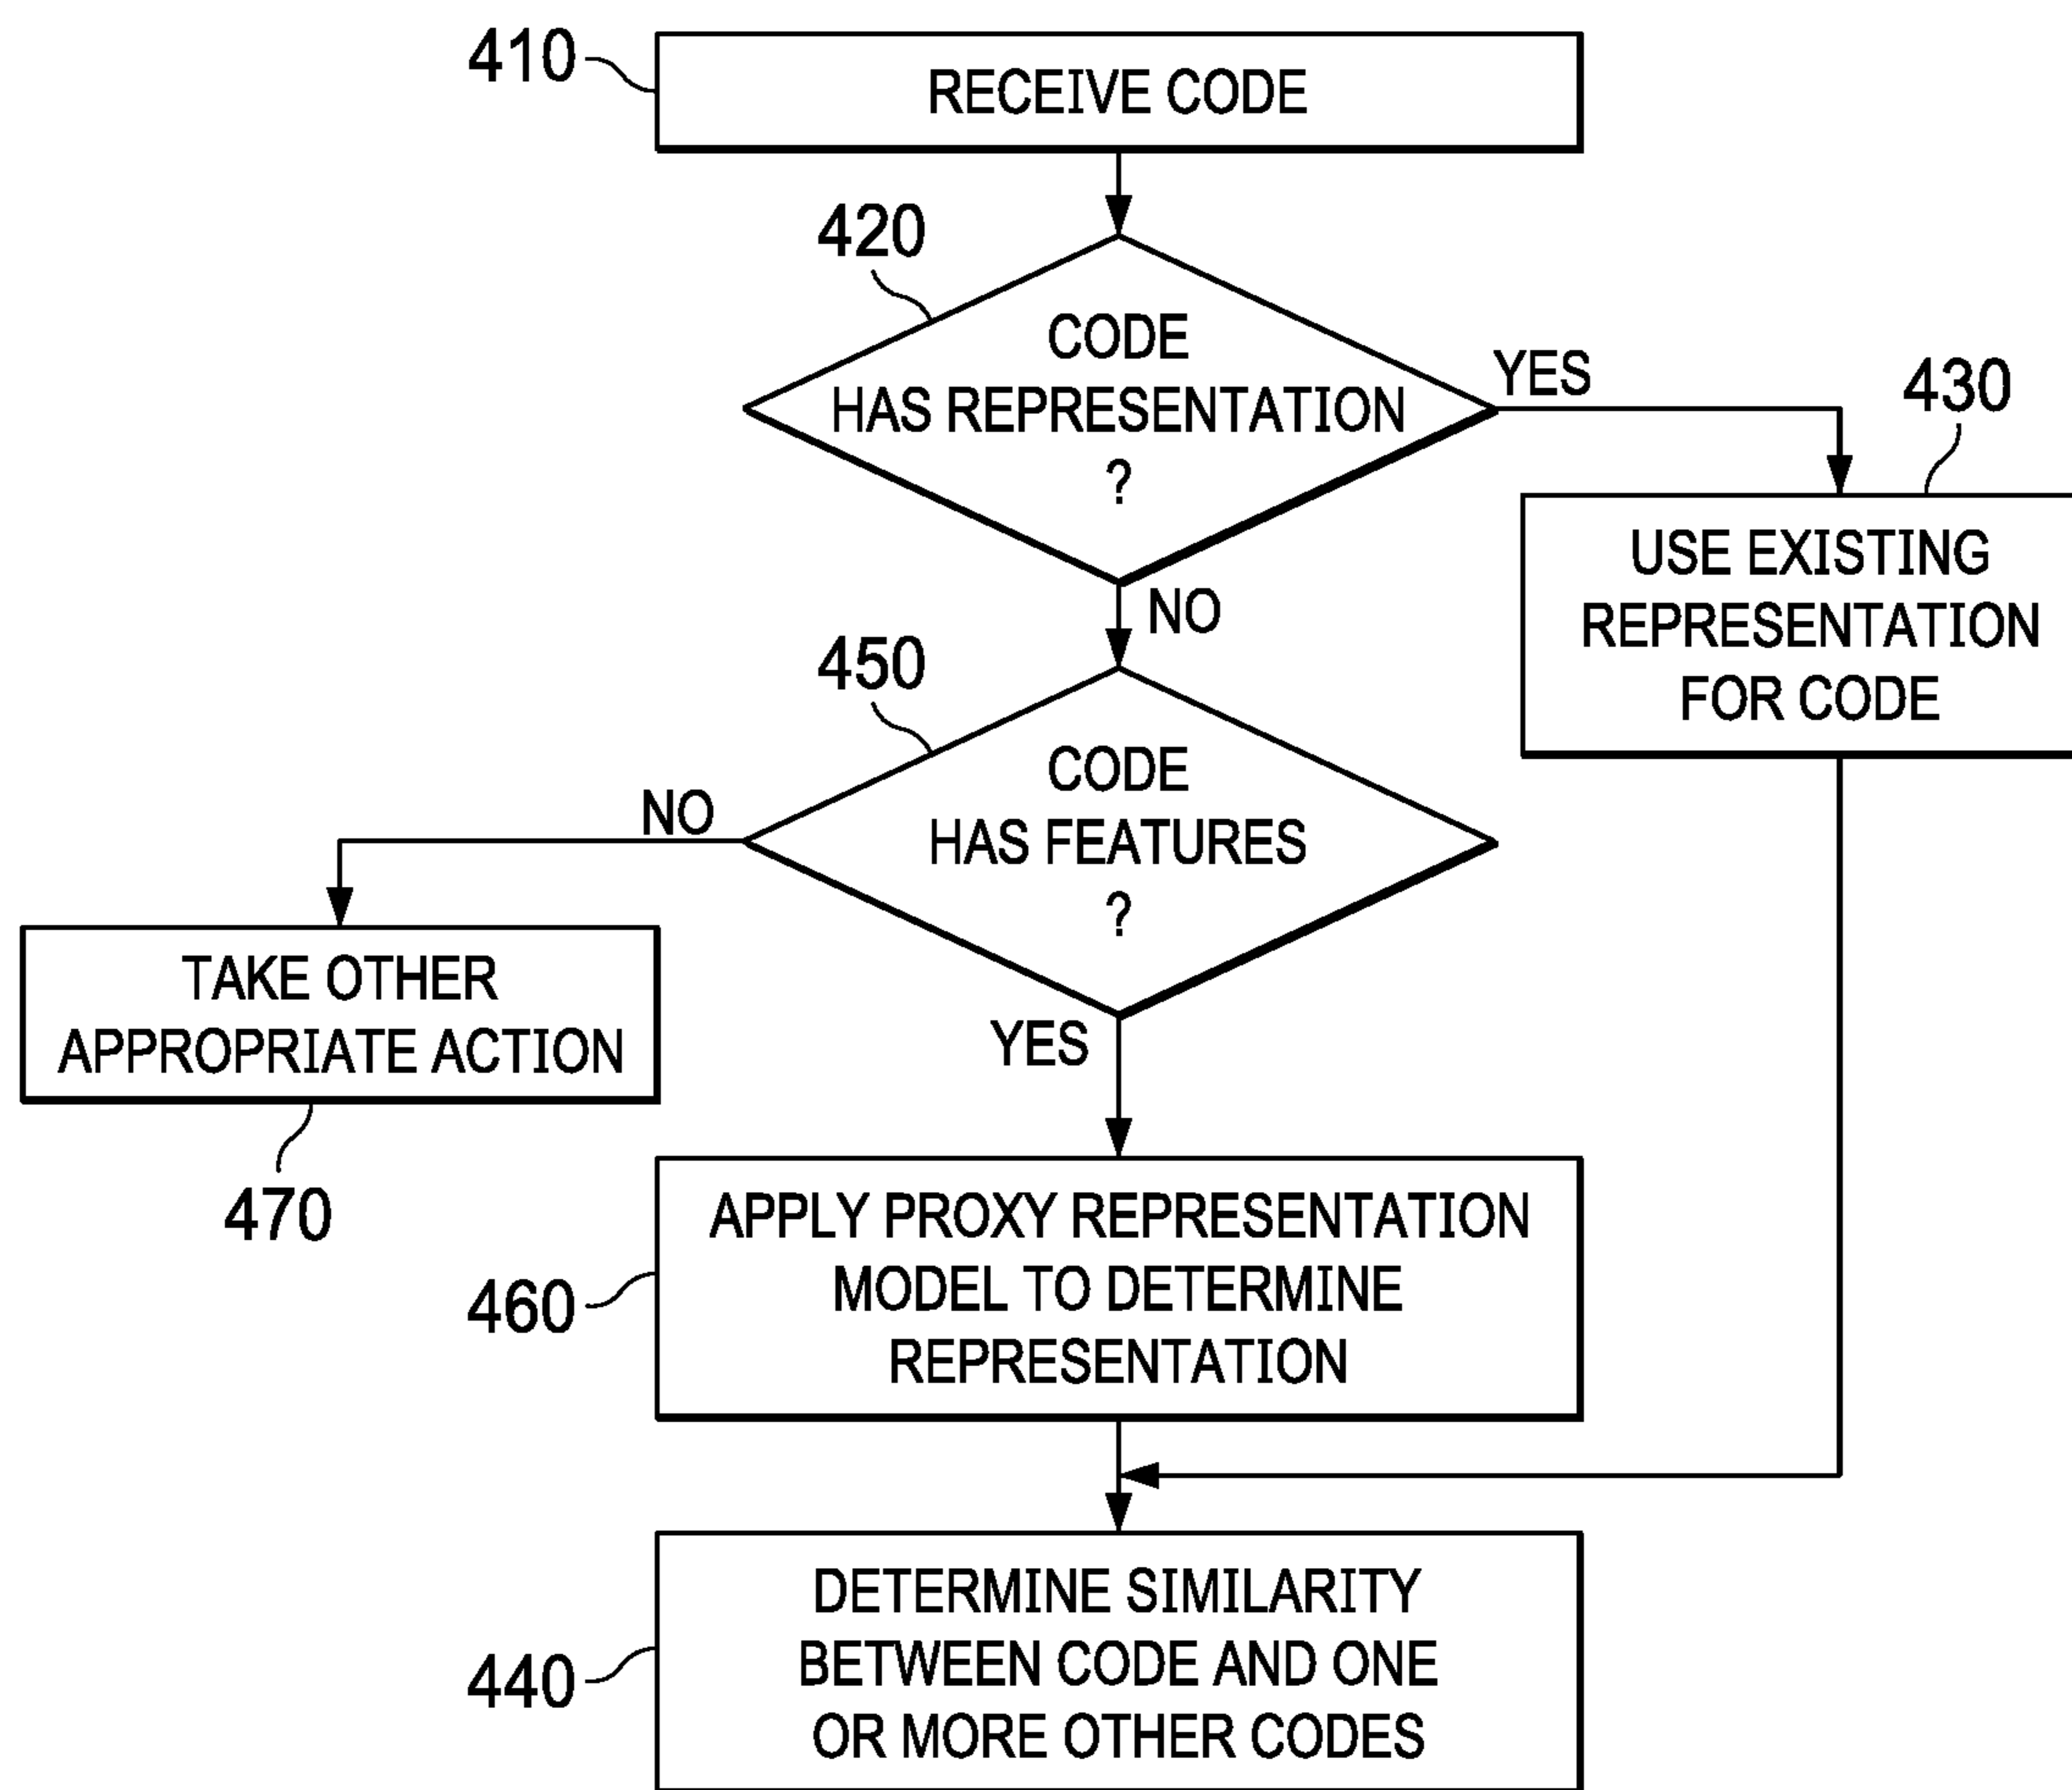 410
RECEIVE CODE
420
CODE
HAS REPRESENTATION
?
YES
430
USE EXISTING
REPRESENTATION
FOR CODE
NO
450
CODE
HAS FEATURES
?
NO
TAKE OTHER
APPROPRIATE ACTION
470
YES
460
APPLY PROXY REPRESENTATION
MODEL TO DETERMINE
REPRESENTATION
440
DETERMINE SIMILARITY
BETWEEN CODE AND ONE
OR MORE OTHER CODES